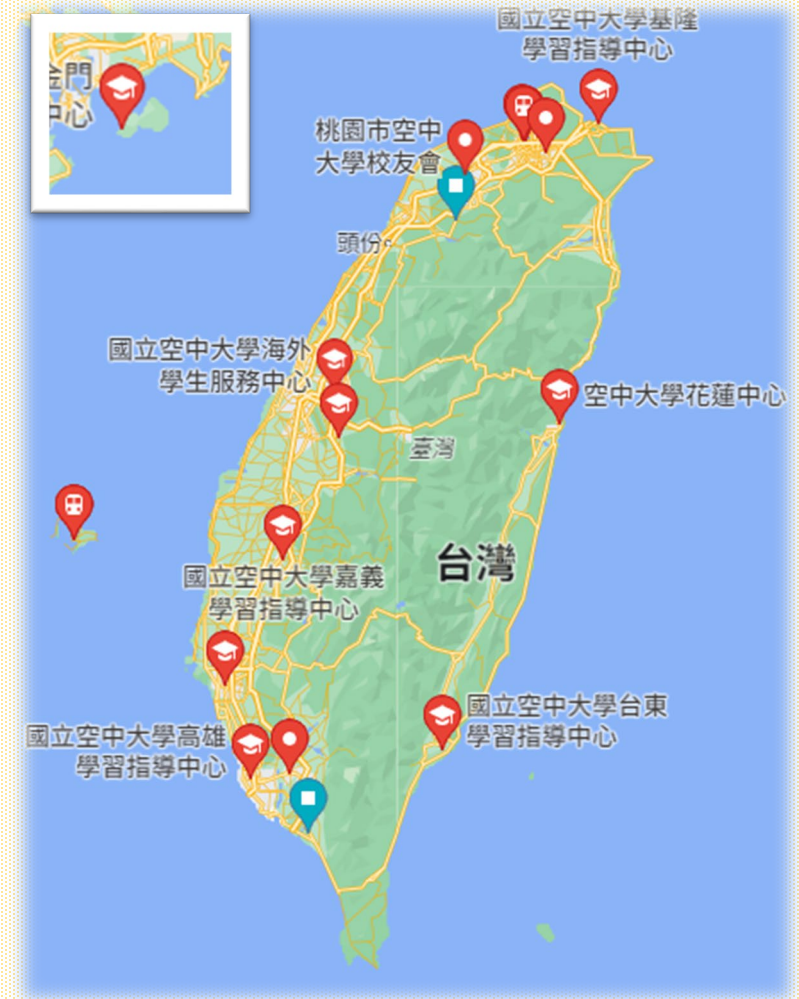 國立空中大學基隆
學習指導中心
金門
中心
桃園市空中
大學校友會
頭份
國立空中大學海外
學生服務中心
空中大學花蓮中心
臺灣
台灣
國立空中大學嘉義
學習指導中心
國立空中大學台東
學習指導中心
國立空中大學高雄
學習指導中心